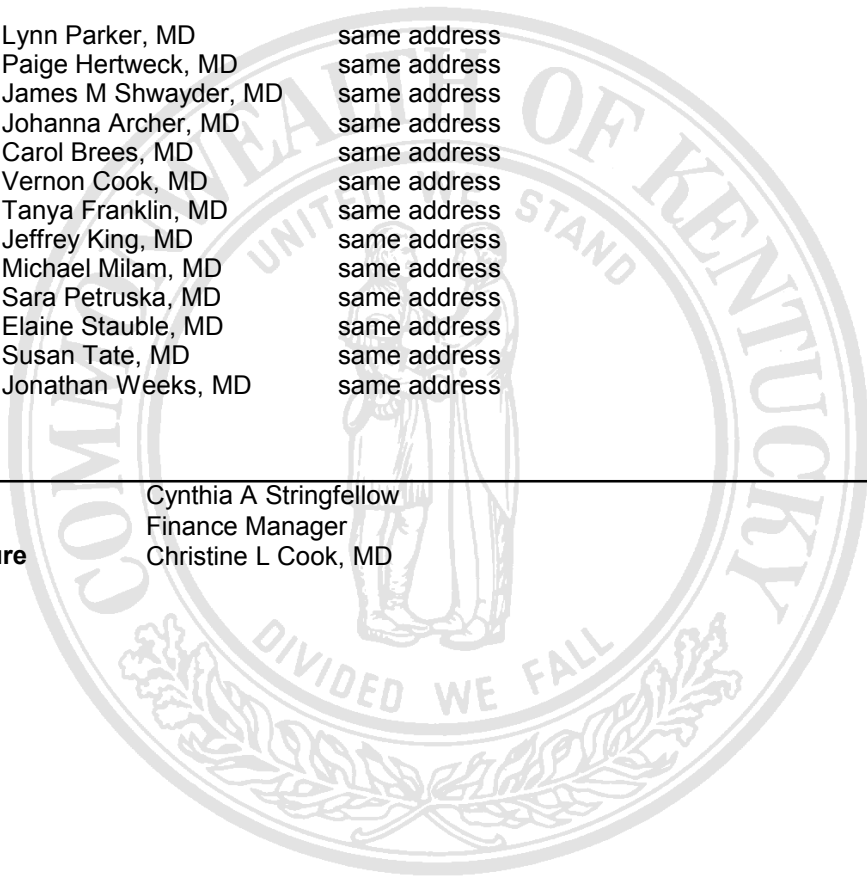 Lynn Parker, MD same address
Paige Hertweck, MD same address
James M Shwayder, MD same address
Johanna Archer, MD same address
Carol Brees, MD same address
Vernon Cook, MD same address
Tanya Franklin, MD same address
Jeffrey King, MD same address
Michael Milam, MD same address
Sara Petruska, MD same address
Elaine Stauble, MD same address
Susan Tate, MD same address
Jonathan Weeks, MD same address
Cynthia A Stringfellow
Finance Manager
ure Christine L Cook, MD
COMMONWEALTH OF KENTUCKY
UNITED WE STAND
DIVIDED WE FALL